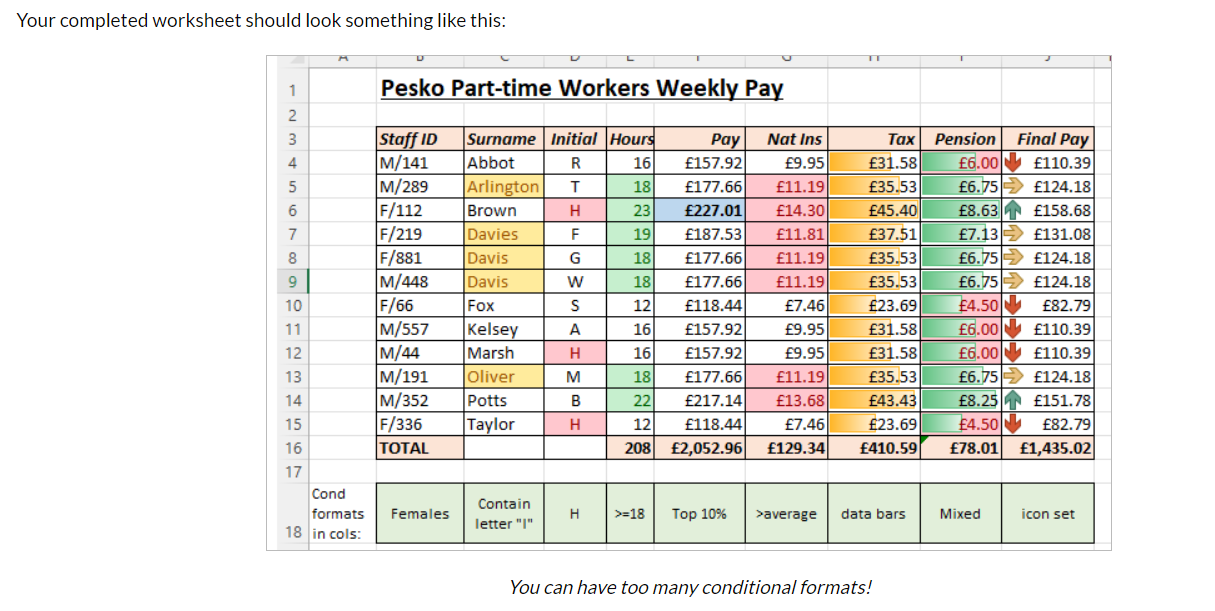 Your completed worksheet should look something like this:
1 Pesko Part-time Workers Weekly Pay
2
3 Staff ID Surname Initial Hours Pay Nat Ins Tax Pension Final Pay
4 M/141 Abbot R 16 £157.92 £9.95 £31.58 £6.00 £110.39
5 M/289 Arlington T 18 £177.66 £11.19 £35.53 £6.75 £124.18
6 F/112 Brown H 23 £227.01 £14.30 £45.40 £8.63 £158.68
7 F/219 Davies F 19 £187.53 £11.81 £37.51 £7.13 £131.08
8 F/881 Davis G 18 £177.66 £11.19 £35.53 £6.75 £124.18
9 M/448 Davis W 18 £177.66 £11.19 £35.53 £6.75 £124.18
10 F/66 Fox S 12 £118.44 £7.46 £23.69 £4.50 £82.79
11 M/557 Kelsey A 16 £157.92 £9.95 £31.58 £6.00 £110.39
12 M/44 Marsh H 16 £157.92 £9.95 £31.58 £6.00 £110.39
13 M/191 Oliver M 18 £177.66 £11.19 £35.53 £6.75 £124.18
14 M/352 Potts B 22 £217.14 £13.68 £43.43 £8.25 £151.78
15 F/336 Taylor H 12 £118.44 £7.46 £23.69 £4.50 £82.79
16 TOTAL 208 £2,052.96 £129.34 £410.59 £78.01 £1,435.02
17
Cond
formats Females Contain H >=18 Top 10% >average data bars Mixed icon set
letter "I"
18 in cols:
You can have too many conditional formats!